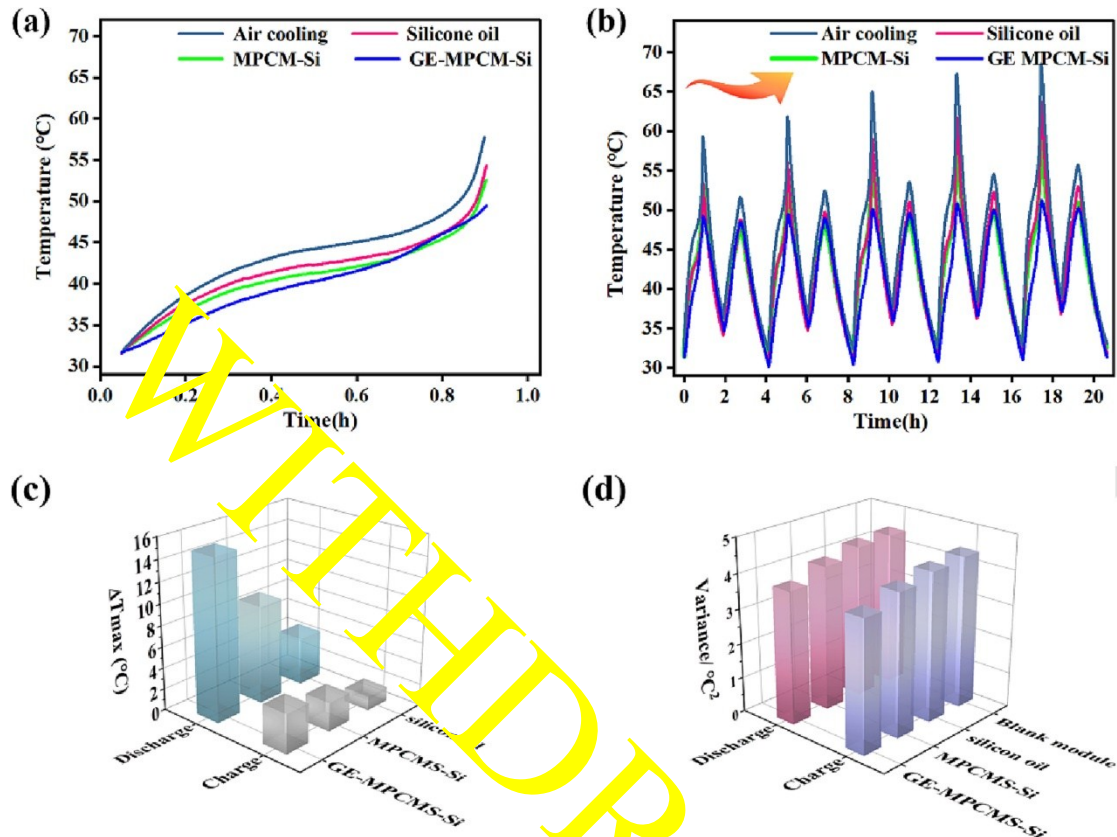 (a)
Air cooling
Silicone oil
MPCM-Si
GE-MPCM-Si
Temperature (°C)
70
65
60
55
50
45
40
35
30
0.0 0.2 0.4 0.6 0.8 1.0
Time(h)
(b)
Air cooling
Silicone oil
MPCM-Si
GE MPCM-Si
Temperature (°C)
70
65
60
55
50
45
40
35
30
0 2 4 6 8 10 12 14 16 18 20
Time(h)
(c)
ΔTmax (°C)
16
14
12
10
8
6
4
2
0
Discharge
Charge
MPCMS-Si
GE-MPCMS-Si
(d)
Variance/ °C²
5
4
3
2
1
0
Discharge
Charge
Blank module
silicon oil
MPCMS-Si
GE-MPCMS-Si
WITHDR